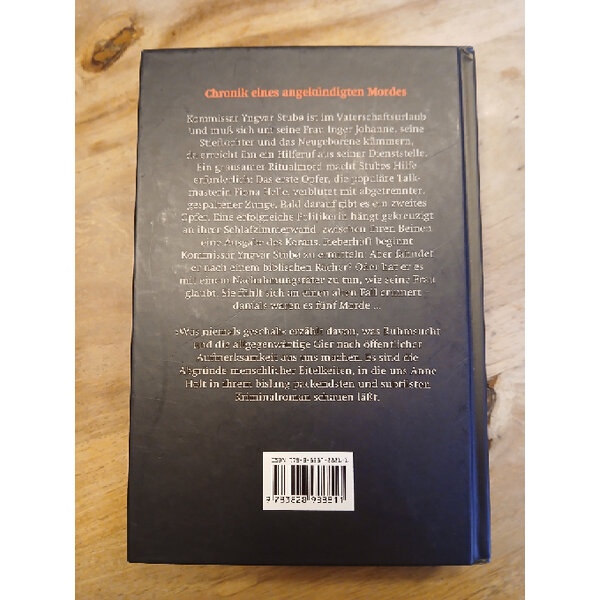 Chronik eines angekündigten Mordes
Kommissar Yngvar Stubø ist im Vaterschaftsurlaub
und muß sich um seine Frau Inger Johanne, seine
Stieftochter und das Neugeborene kümmern,
da erreicht ihn ein Hilferuf aus seiner Dienststelle.
Ein grausamer Ritualmord macht Stubøs Hilfe
erforderlich: Das erste Opfer, die populäre Talk-
masterin Fiona Helle, verblutet mit abgetrennter,
gespaltener Zunge. Bald darauf gibt es ein zweites
Opfer. Eine erfolgreiche Politikerin hängt gekreuzigt
an ihrer Schlafzimmerwand, zwischen ihren Beinen
eine Ausgabe des Korans. Fieberhaft beginnt
Kommissar Yngvar Stubø zu ermitteln. Aber fahndet
er nach einem biblischen Rächer? Oder hat er es
mit einem Nachahmungstäter zu tun, wie seine Frau
glaubt. Sie fühlt sich an einen alten Fall erinnert –
damals waren es fünf Morde ...
»Was niemals geschah« erzählt davon, was Ruhmsucht
und die allgegenwärtige Gier nach öffentlicher
Aufmerksamkeit aus uns machen. Es sind die
Abgründe menschlicher Eitelkeiten, in die uns Anne
Holt in ihrem bislang packendsten und subtilsten
Kriminalroman schauen läßt.
ISBN